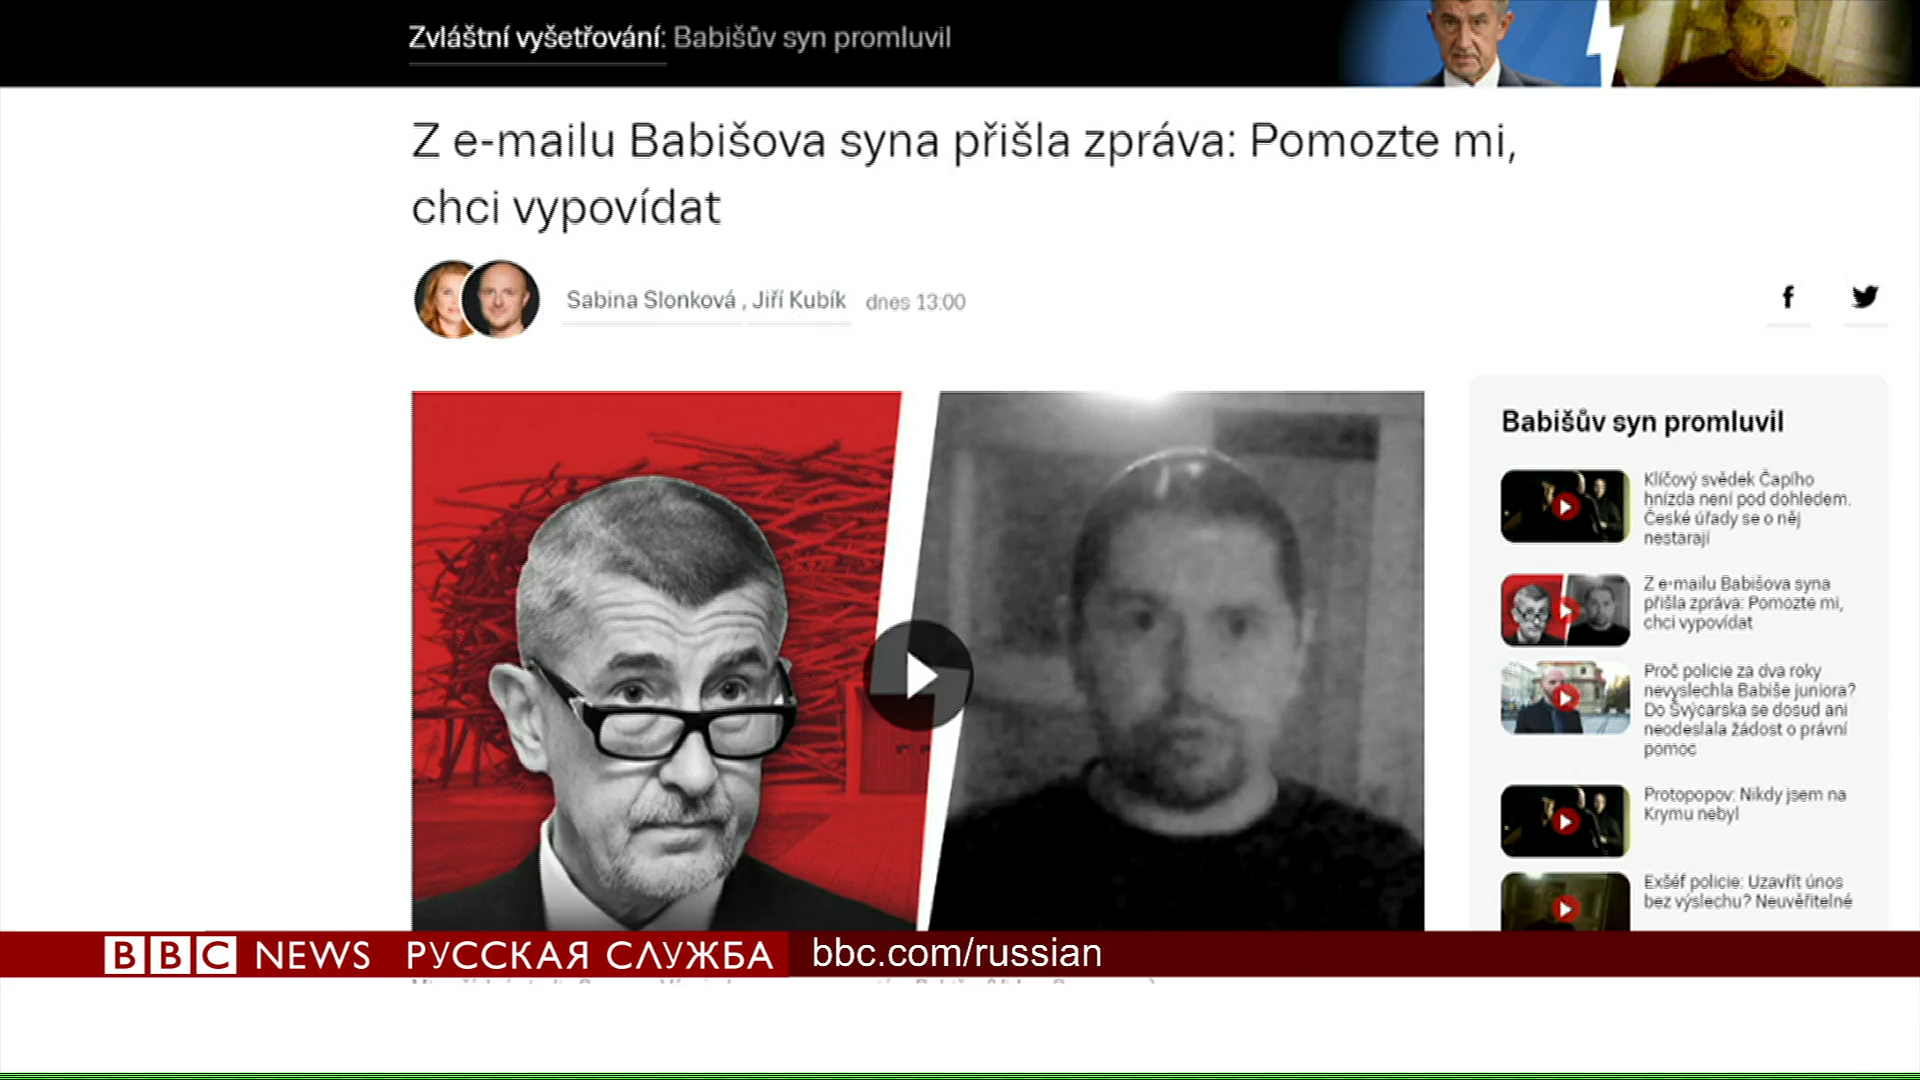 Zvláštní vyšetřování: Babišův syn promluvil
Z e-mailu Babišova syna přišla zpráva: Pomozte mi,
chci vypovídat
Sabina Slonková , Jiří Kubík dnes 13:00
Babišův syn promluvil
Klíčový svědek Čapího
hnízda není pod dohledem.
České úřady se o něj
nestarají
Z e-mailu Babišova syna
přišla zpráva: Pomozte mi,
chci vypovídat
Proč policie za dva roky
nevyslechla Babiše juniora?
Do Švýcarska se dosud ani
neodeslala žádost o právní
pomoc
Protopopov: Nikdy jsem na
Krymu nebyl
Exšéf policie: Uzavřít únos
bez výslechu? Neuvěřitelné
BBC NEWS РУССКАЯ СЛУЖБА bbc.com/russian